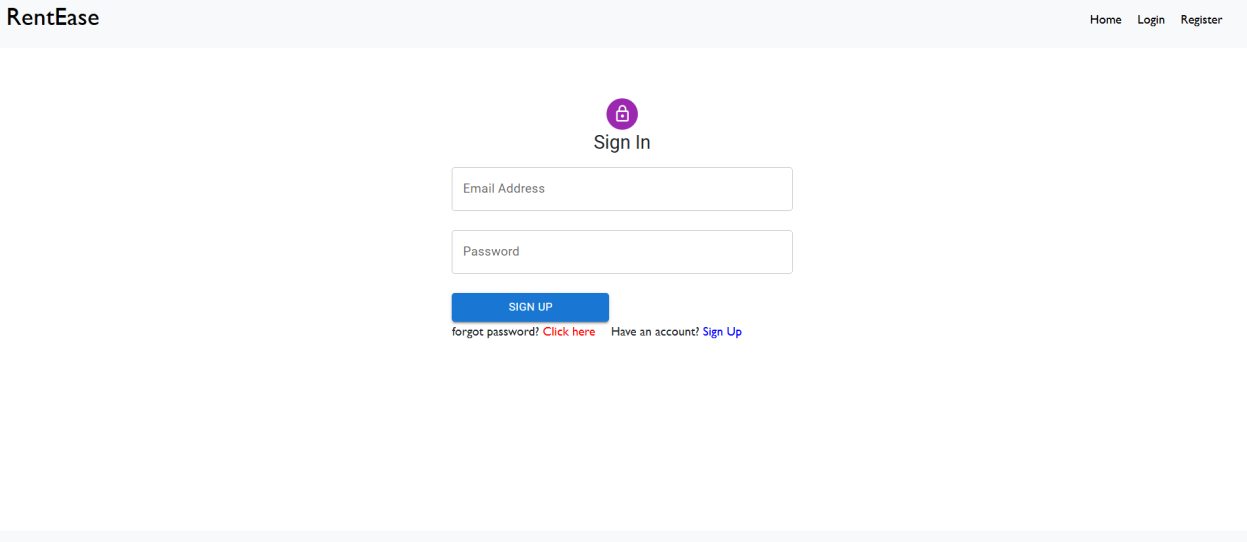 RentEase
Home Login Register
Sign In
Email Address
Password
SIGN UP
forgot password? Click here Have an account? Sign Up